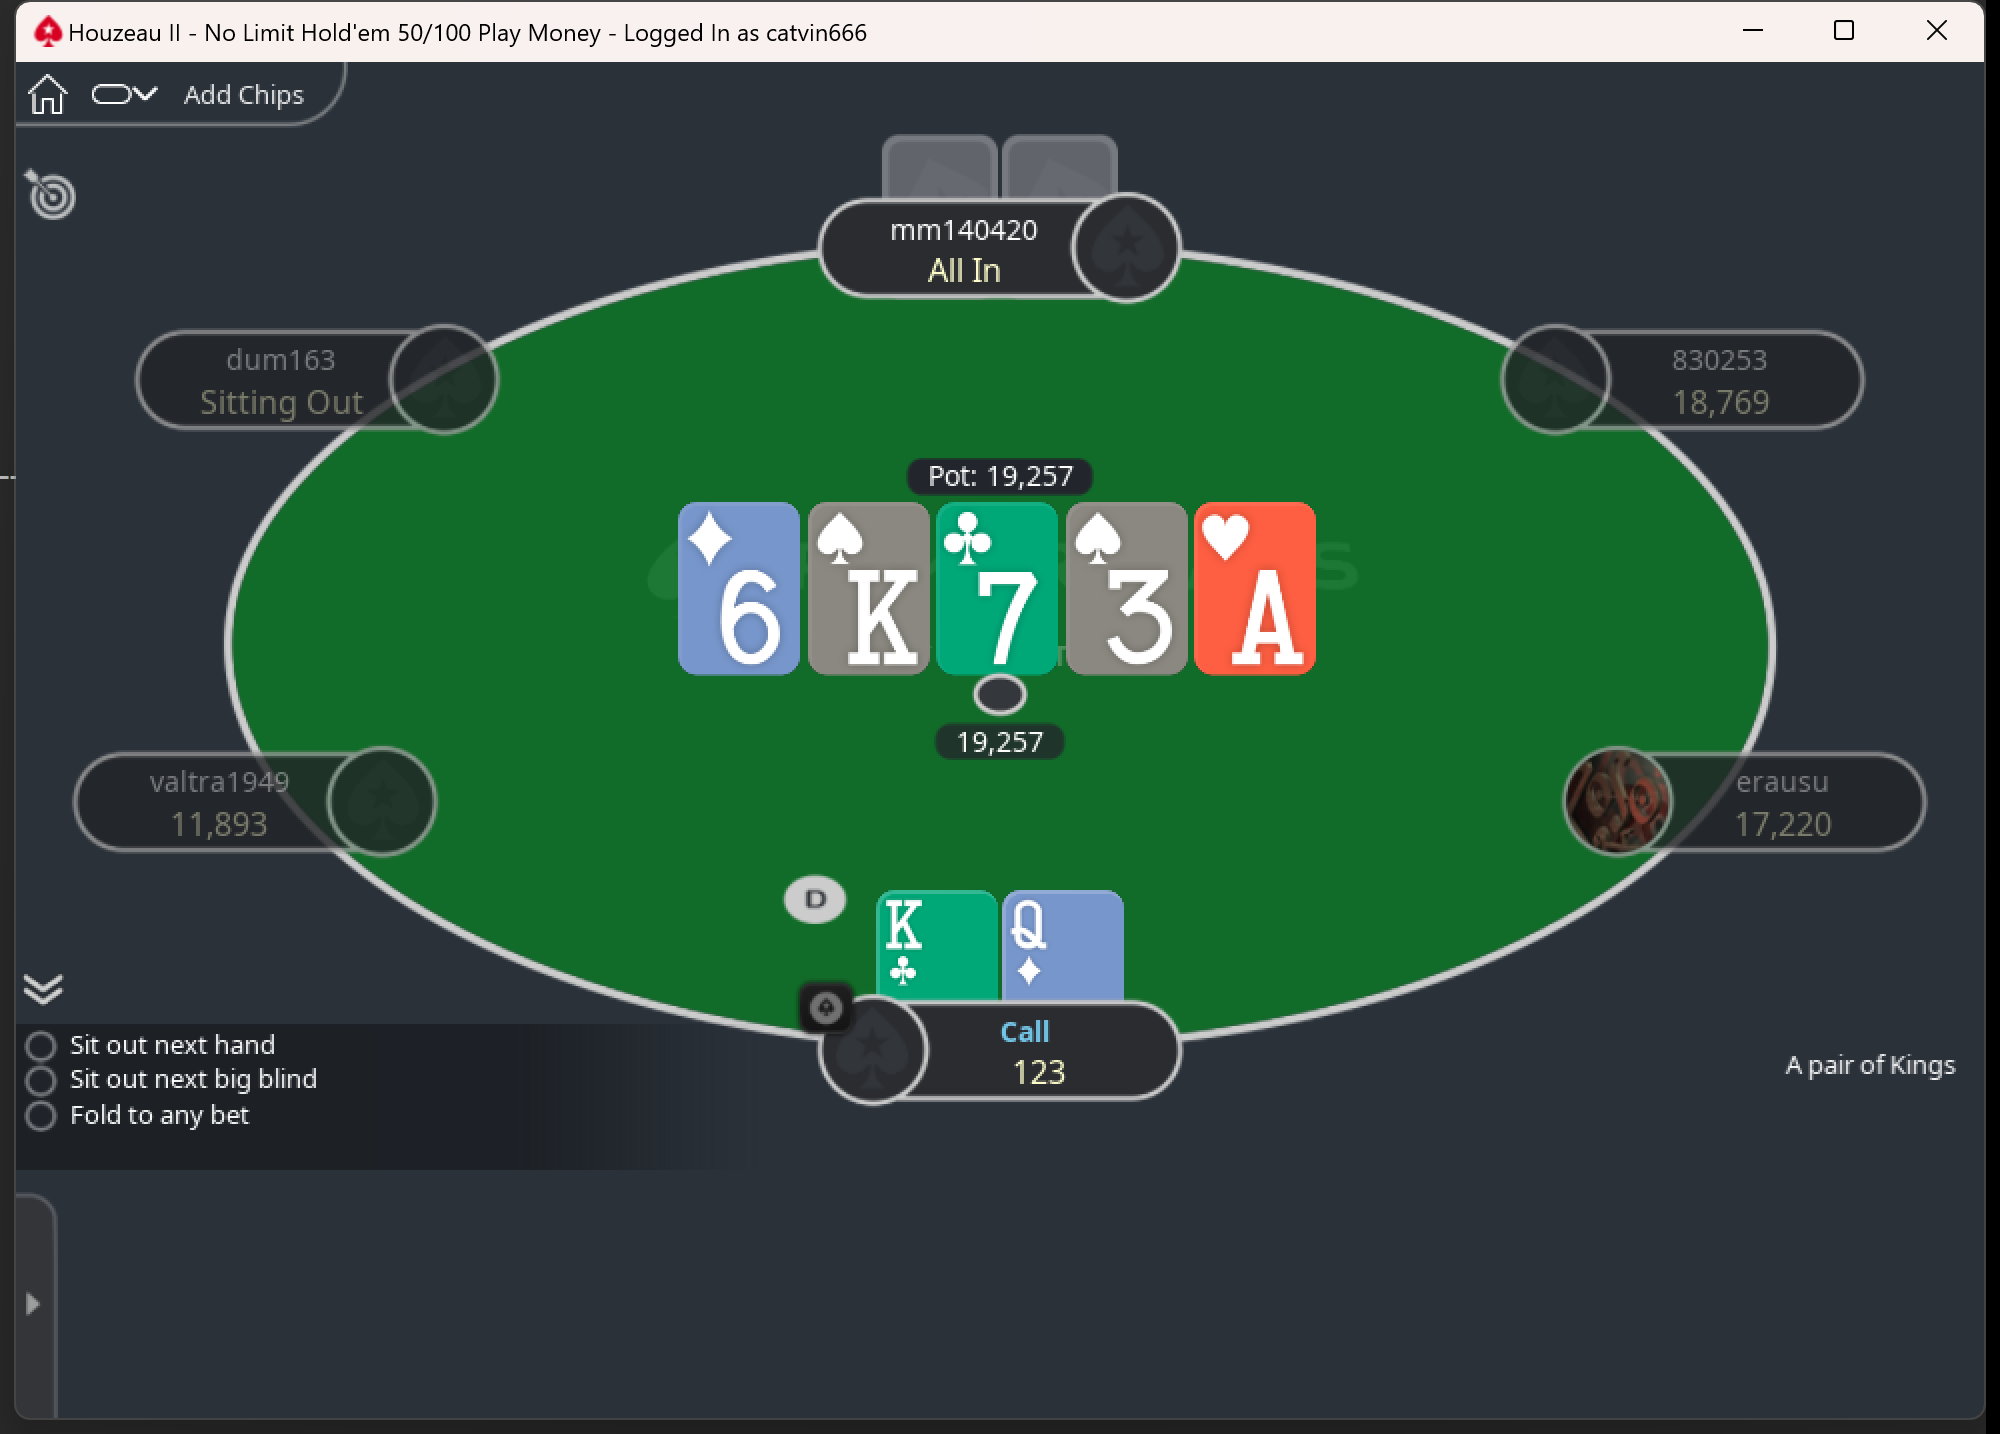 Houzeau II - No Limit Hold'em 50/100 Play Money - Logged In as catvin666
Add Chips
mm140420
All In
dum163
Sitting Out
830253
18,769
Pot: 19,257
6 K 7 3 A
19,257
valtra1949
11,893
erausu
17,220
D
K Q
Call
123
Sit out next hand
Sit out next big blind
Fold to any bet
A pair of Kings